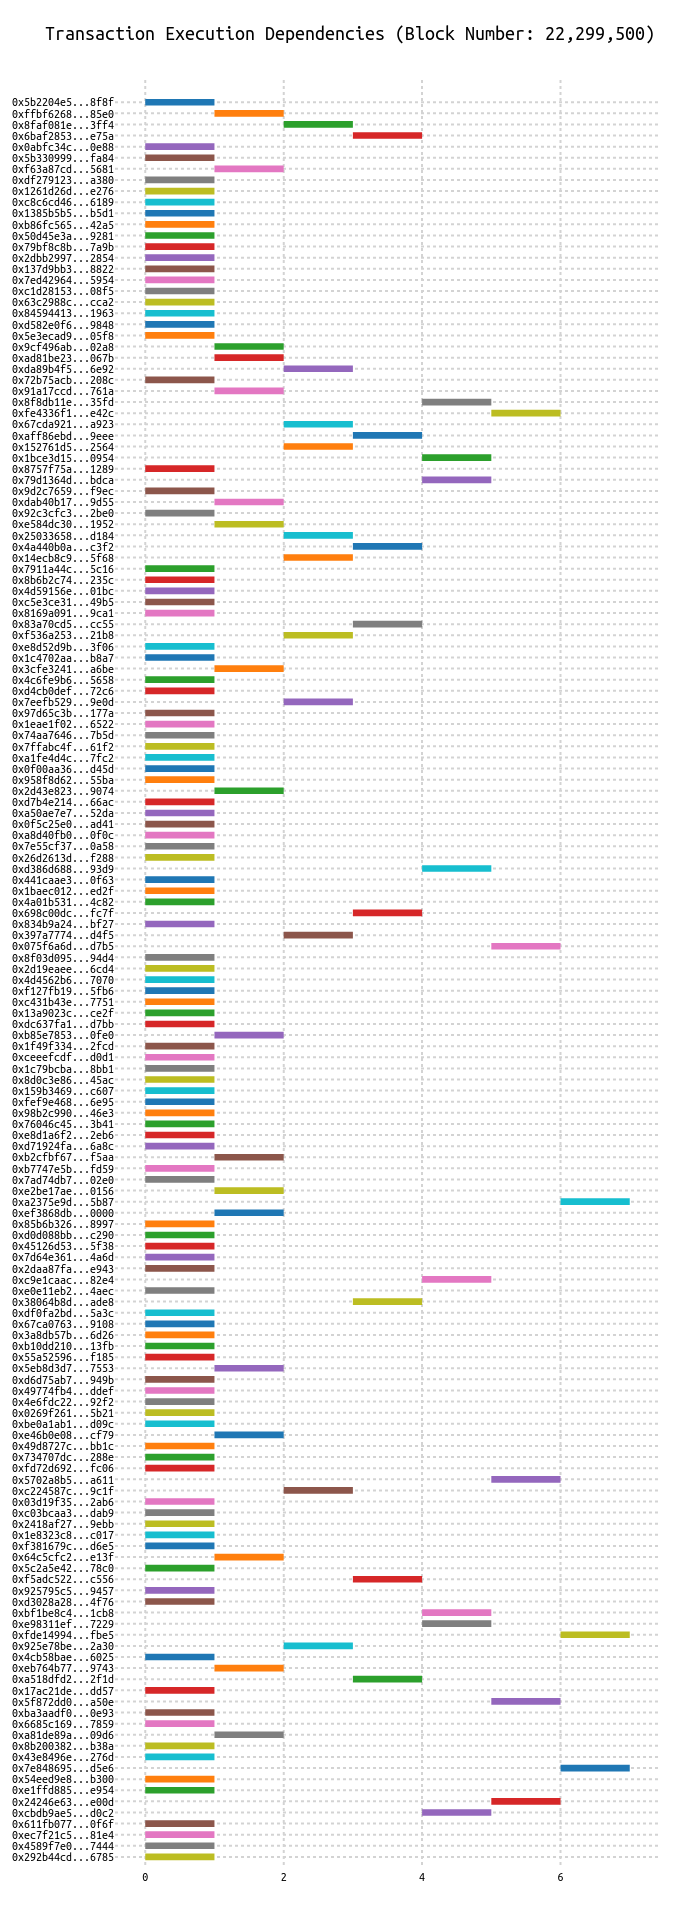 Transaction Execution Dependencies (Block Number: 22,299,500)
0x5b2204e5...8f8f
0xffbf6268...85e0
0x8faf081e...3ff4
0x6baf2853...e75a
0x0abfc34c...0e88
0x5b330999...fa84
0xf63a87cd...5681
0xdf279123...a380
0x1261d26d...e276
0xc8c6cd46...6189
0x1385b5b5...b5d1
0xb86fc565...42a5
0x50d45e3a...9281
0x79bf8c8b...7a9b
0x2dbb2997...2854
0x137d9bb3...8822
0x7ed42964...5954
0xc1d28153...08f5
0x63c2988c...cca2
0x84594413...1963
0xd582e0f6...9848
0x5e3ecad9...05f8
0x9cf496ab...02a8
0xad81be23...067b
0xda89b4f5...6e92
0x72b75acb...208c
0x91a17ccd...761a
0x8f8db11e...35fd
0xfe4336f1...e42c
0x67cda921...a923
0xaff86ebd...9eee
0x152761d5...2564
0x1bce3d15...0954
0x8757f75a...1289
0x79d1364d...bdca
0x9d2c7659...f9ec
0xdab40b17...9d55
0x92c3cfc3...2be0
0xe584dc30...1952
0x25033658...d184
0x4a440b0a...c3f2
0x14ecb8c9...5f68
0x7911a44c...5c16
0x8b6b2c74...235c
0x4d59156e...01bc
0xc5e3ce31...49b5
0x8169a091...9ca1
0x83a70cd5...cc55
0xf536a253...21b8
0xe8d52d9b...3f06
0x1c4702aa...b8a7
0x3cfe3241...a6be
0x4c6fe9b6...5658
0xd4cb0def...72c6
0x7eefb529...9e0d
0x97d65c3b...177a
0x1eae1f02...6522
0x74aa7646...7b5d
0x7ffabc4f...61f2
0xa1fe4d4c...7fc2
0x0f00aa36...d45d
0x958f8d62...55ba
0x2d43e823...9074
0xd7b4e214...66ac
0xa50ae7e7...52da
0x0f5c25e0...ad41
0xa8d40fb0...0f0c
0x7e55cf37...0a58
0x26d2613d...f288
0xd386d688...93d9
0x441caae3...0f63
0x1baec012...ed2f
0x4a01b531...4c82
0x698c00dc...fc7f
0x834b9a24...bf27
0x397a7774...d4f5
0x075f6a6d...d7b5
0x8f03d095...94d4
0x2d19eaee...6cd4
0x4d4562b6...7070
0xf127fb19...5fb6
0xc431b43e...7751
0x13a9023c...ce2f
0xdc637fa1...d7bb
0xb85e7853...0fe0
0x1f49f334...2fcd
0xceeefcdf...d0d1
0x1c79bcba...8bb1
0x8d0c3e86...45ac
0x159b3469...c607
0xfef9e468...6e95
0x98b2c990...46e3
0x76046c45...3b41
0xe8d1a6f2...2eb6
0xd71924fa...6a8c
0xb2cfbf67...f5aa
0xb7747e5b...fd59
0x7ad74db7...02e0
0xe2be17ae...0156
0xa2375e9d...5b87
0xef3868db...0000
0x85b6b326...8997
0xd0d088bb...c290
0x45126d53...5f38
0x7d64e361...4a6d
0x2daa87fa...e943
0xc9e1caac...82e4
0xe0e11eb2...4aec
0x38064b8d...ade8
0xdf0fa2bd...5a3c
0x67ca0763...9108
0x3a8db57b...6d26
0xb10dd210...13fb
0x55a52596...f185
0x5eb8d3d7...7553
0xd6d75ab7...949b
0x49774fb4...ddef
0x4e6fdc22...92f2
0x0269f261...5b21
0xbe0a1ab1...d09c
0xe46b0e08...cf79
0x49d8727c...bb1c
0x734707dc...288e
0xfd72d692...fc06
0x5702a8b5...a611
0xc224587c...9c1f
0x03d19f35...2ab6
0xc03bcaa3...dab9
0x2418af27...9ebb
0x1e8323c8...c017
0xf381679c...d6e5
0x64c5cfc2...e13f
0x5c2a5e42...78c0
0xf5adc522...c556
0x925795c5...9457
0xd3028a28...4f76
0xbf1be8c4...1cb8
0xe98311ef...7229
0xfde14994...fbe5
0x925e78be...2a30
0x4cb58bae...6025
0xeb764b77...9743
0xa518dfd2...2f1d
0x17ac21de...dd57
0x5f872dd0...a50e
0xba3aadf0...0e93
0x6685c169...7859
0xa81de89a...09d6
0x8b200382...b38a
0x43e8496e...276d
0x7e848695...d5e6
0x54eed9e8...b300
0xe1ffd885...e954
0x24246e63...e00d
0xcbdb9ae5...d0c2
0x611fb077...0f6f
0xec7f21c5...81e4
0x4589f7e0...7444
0x292b44cd...6785
0 2 4 6